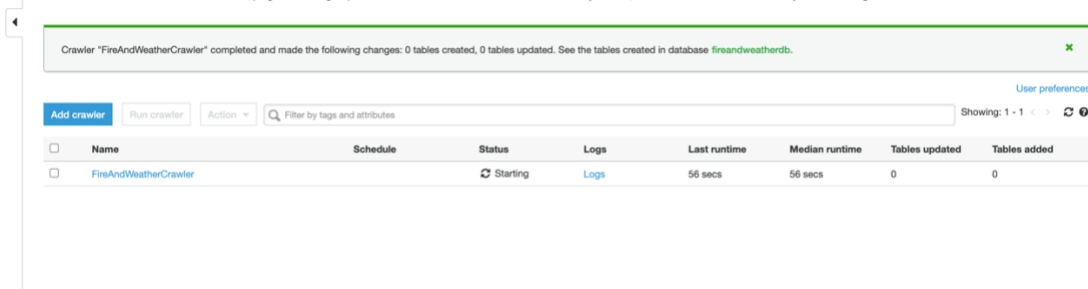 Crawler "FireAndWeatherCrawler" completed and made the following changes: 0 tables created, 0 tables updated. See the tables created in database fireandweatherdb.
User preferences
Add crawler Run crawler Action Filter by tags and attributes Showing: 1 - 1
Name Schedule Status Logs Last runtime Median runtime Tables updated Tables added
FireAndWeatherCrawler Starting Logs 56 secs 56 secs 0 0